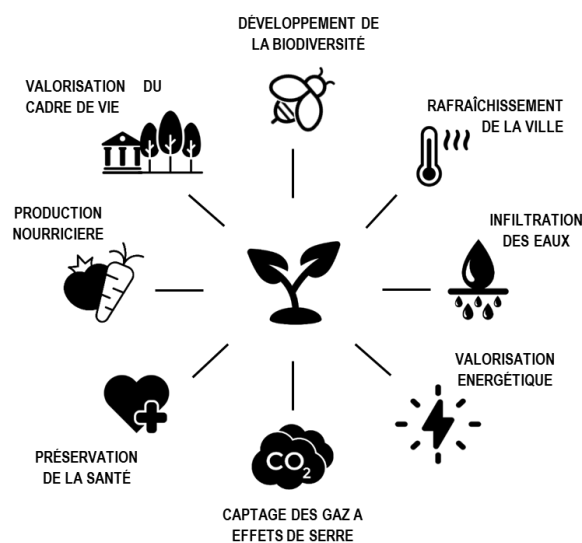 DÉVELOPPEMENT DE
LA BIODIVERSITÉ
VALORISATION DU
CADRE DE VIE
RAFRAÎCHISSEMENT
DE LA VILLE
PRODUCTION
NOURRICIERE
INFILTRATION
DES EAUX
VALORISATION
ENERGÉTIQUE
PRÉSERVATION
DE LA SANTÉ
CO2
CAPTAGE DES GAZ A
EFFETS DE SERRE